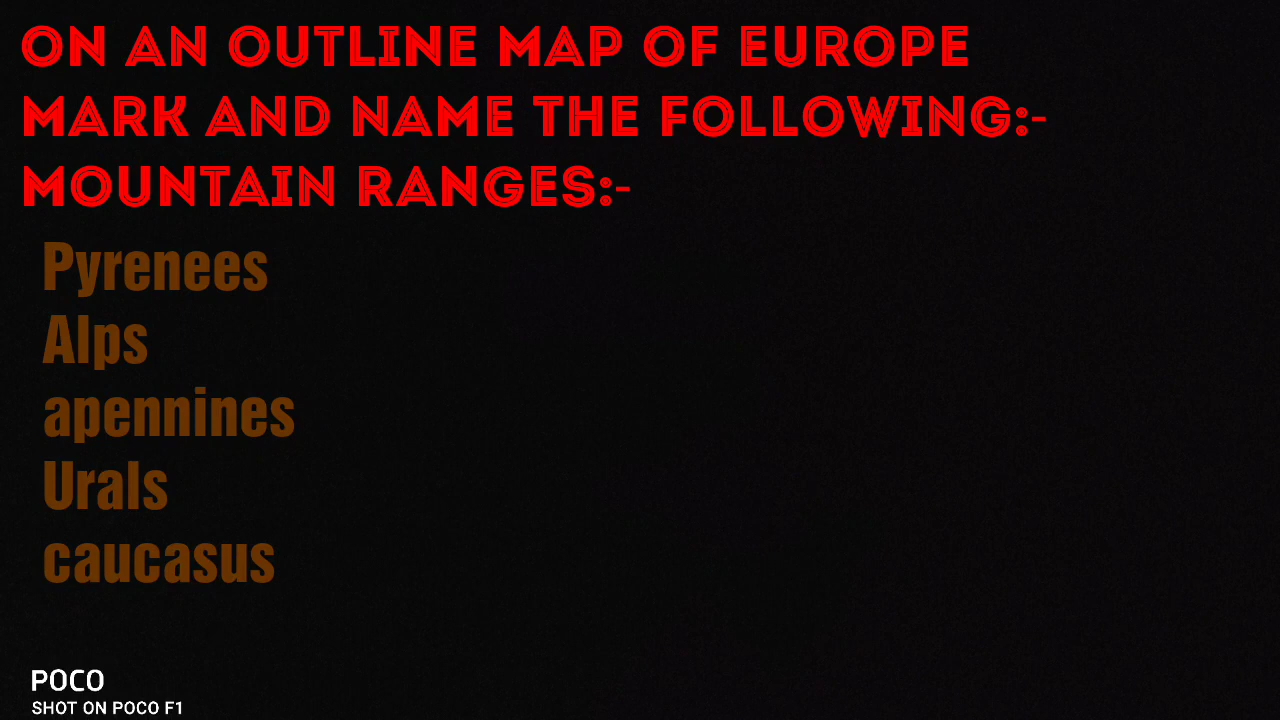 ON AN OUTLINE MAP OF EUROPE
MARK AND NAME THE FOLLOWING:-
MOUNTAIN RANGES:-
Pyrenees
Alps
apennines
Urals
caucasus
POCO
SHOT ON POCO F1